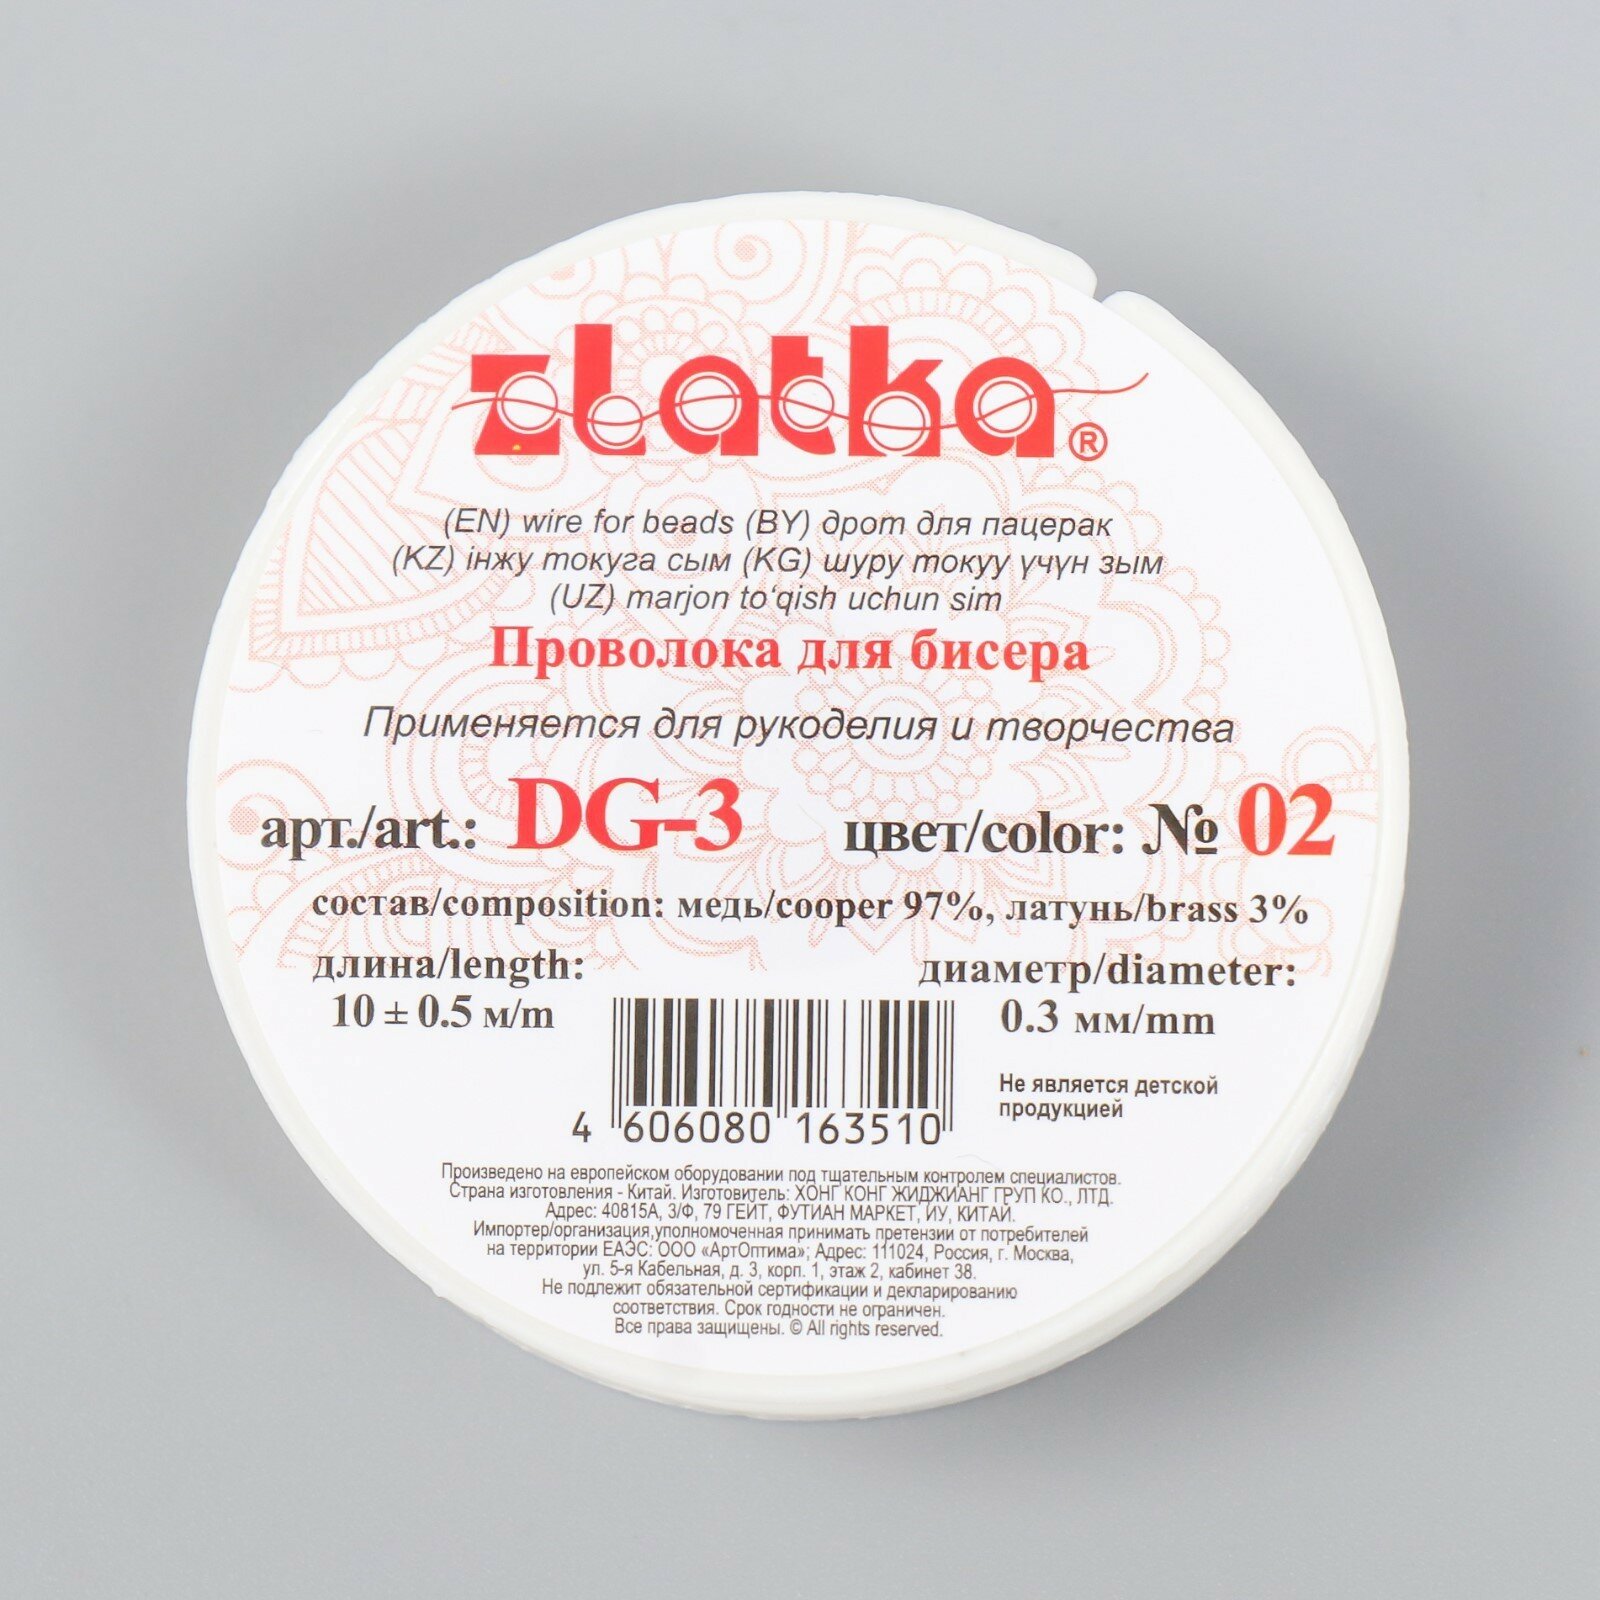 zlatka®
(EN) wire for beads (BY) дрот для пацерак
(KZ) інжу токуга сым (KG) шуру токуу үчүн зым
(UZ) marjon to‘qish uchun sim
Проволока для бисера
Применяется для рукоделия и творчества
арт./art.: DG-3 цвет/color: № 02
состав/composition: медь/cooper 97%, латунь/brass 3%
длина/length: диаметр/diameter:
10 ± 0.5 м/m 0.3 мм/mm
Не является детской
продукцией
4 606080 163510
Произведено на европейском оборудовании под тщательным контролем специалистов.
Страна изготовления - Китай. Изготовитель: ХОНГ КОНГ ЖИДЖИАНГ ГРУП КО., ЛТД.
Адрес: 40815А, 3/Ф, 79 ГЕЙТ, ФУТИАН МАРКЕТ, ИУ, КИТАЙ.
Импортер/организация,уполномоченная принимать претензии от потребителей
на территории ЕАЭС: ООО «АртОптима»; Адрес: 111024, Россия, г. Москва,
ул. 5-я Кабельная, д. 3, корп. 1, этаж 2, кабинет 38.
Не подлежит обязательной сертификации и декларированию
соответствия. Срок годности не ограничен.
Все права защищены. © All rights reserved.